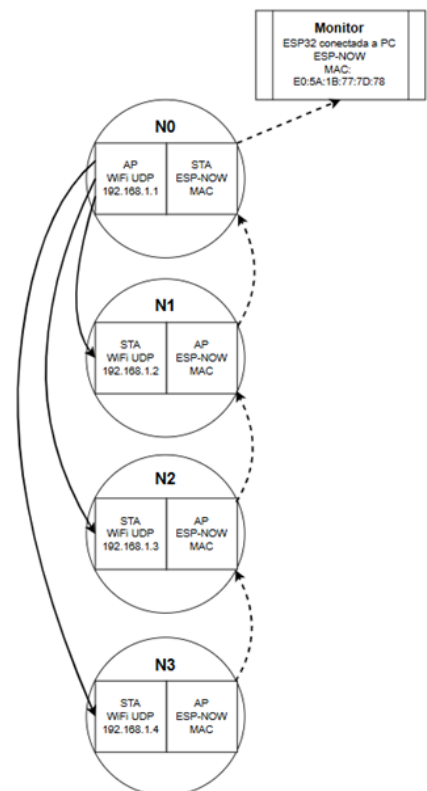 Monitor
ESP32 conectada a PC
ESP-NOW
MAC:
E0:5A:1B:77:7D:78
N0
AP
WiFi UDP
192.168.1.1
STA
ESP-NOW
MAC
N1
STA
WiFi UDP
192.168.1.2
AP
ESP-NOW
MAC
N2
STA
WiFi UDP
192.168.1.3
AP
ESP-NOW
MAC
N3
STA
WiFi UDP
192.168.1.4
AP
ESP-NOW
MAC